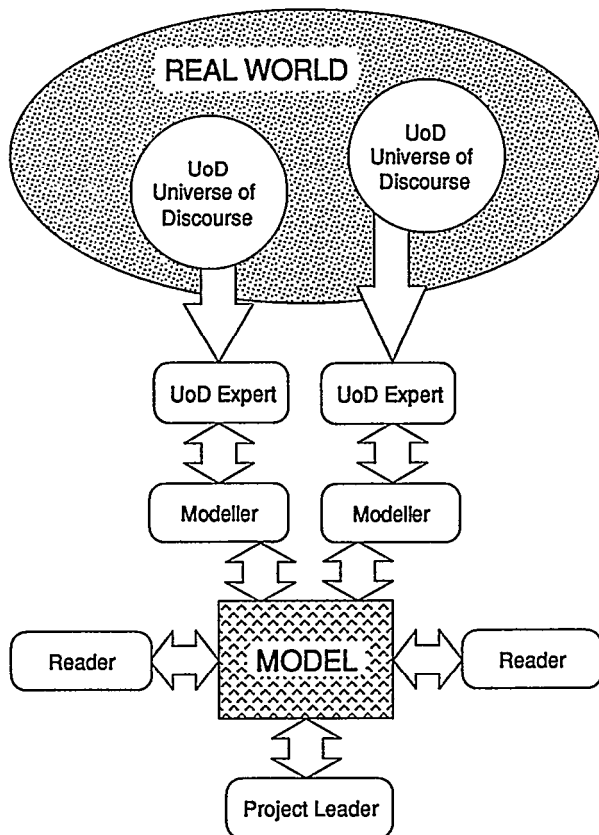 REAL WORLD
UoD
Universe of
Discourse
UoD
Universe of
Discourse
UoD Expert
UoD Expert
Modeller
Modeller
Reader
MODEL
Reader
Project Leader